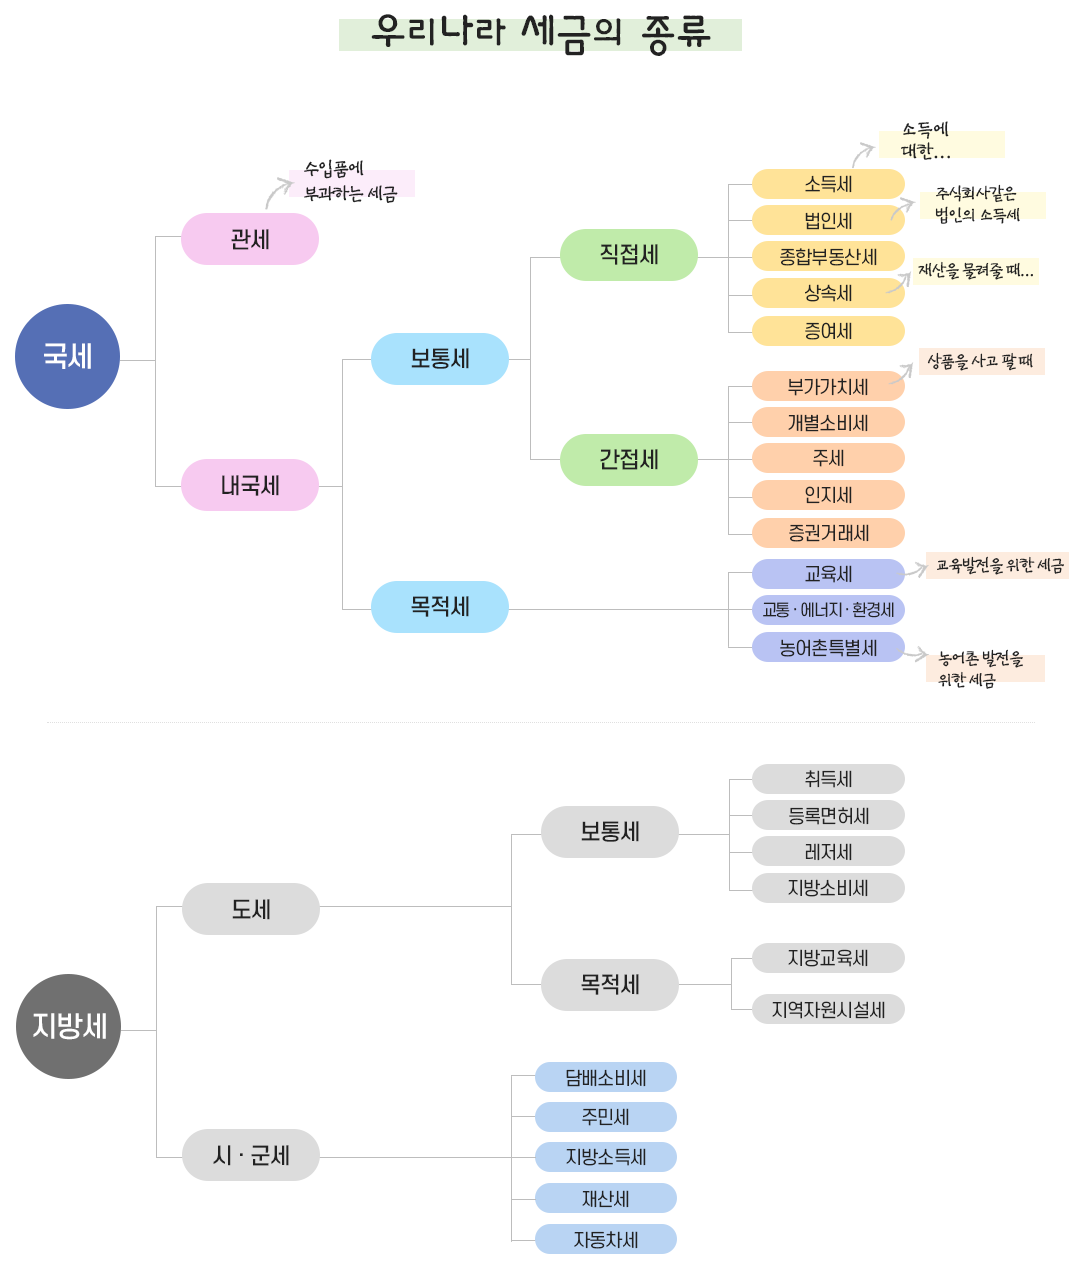 우리나라 세금의 종류
국세
관세
수입품에
부과하는 세금
내국세
보통세
직접세
소득세
소득에
대한...
법인세
주식회사같은
법인의 소득세
종합부동산세
상속세
재산을 물려줄 때...
증여세
간접세
부가가치세
상품을 사고 팔 때
개별소비세
주세
인지세
증권거래세
목적세
교육세
교육발전을 위한 세금
교통 · 에너지 · 환경세
농어촌특별세
농어촌 발전을
위한 세금
지방세
도세
보통세
취득세
등록면허세
레저세
지방소비세
목적세
지방교육세
지역자원시설세
시 · 군세
담배소비세
주민세
지방소득세
재산세
자동차세